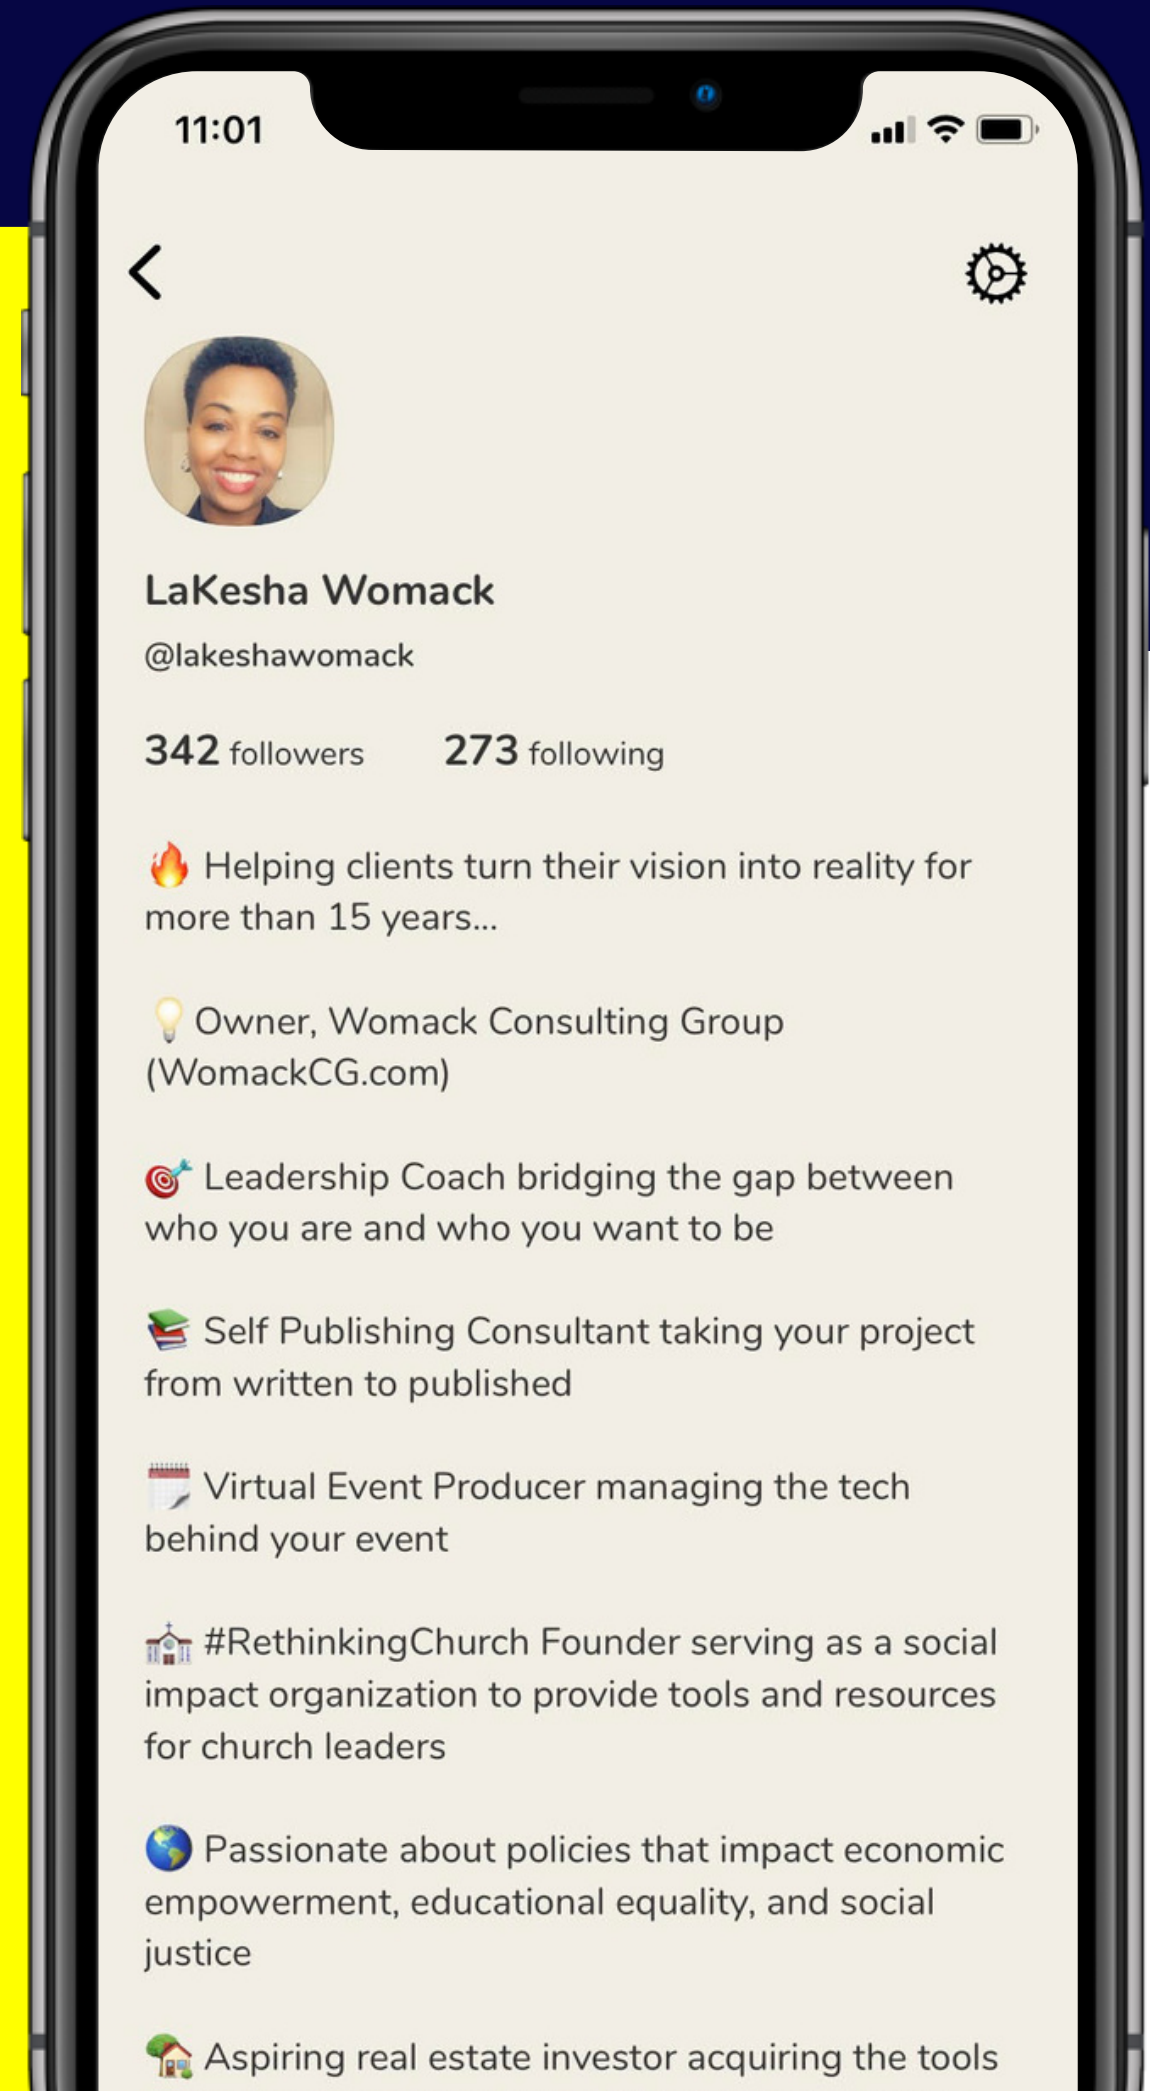 11:01
LaKesha Womack
@lakeshawomack
342 followers 273 following
🔥 Helping clients turn their vision into reality for
more than 15 years...
💡 Owner, Womack Consulting Group
(WomackCG.com)
🎯 Leadership Coach bridging the gap between
who you are and who you want to be
📚 Self Publishing Consultant taking your project
from written to published
🗓 Virtual Event Producer managing the tech
behind your event
⛪ #RethinkingChurch Founder serving as a social
impact organization to provide tools and resources
for church leaders
🌎 Passionate about policies that impact economic
empowerment, educational equality, and social
justice
🏡 Aspiring real estate investor acquiring the tools